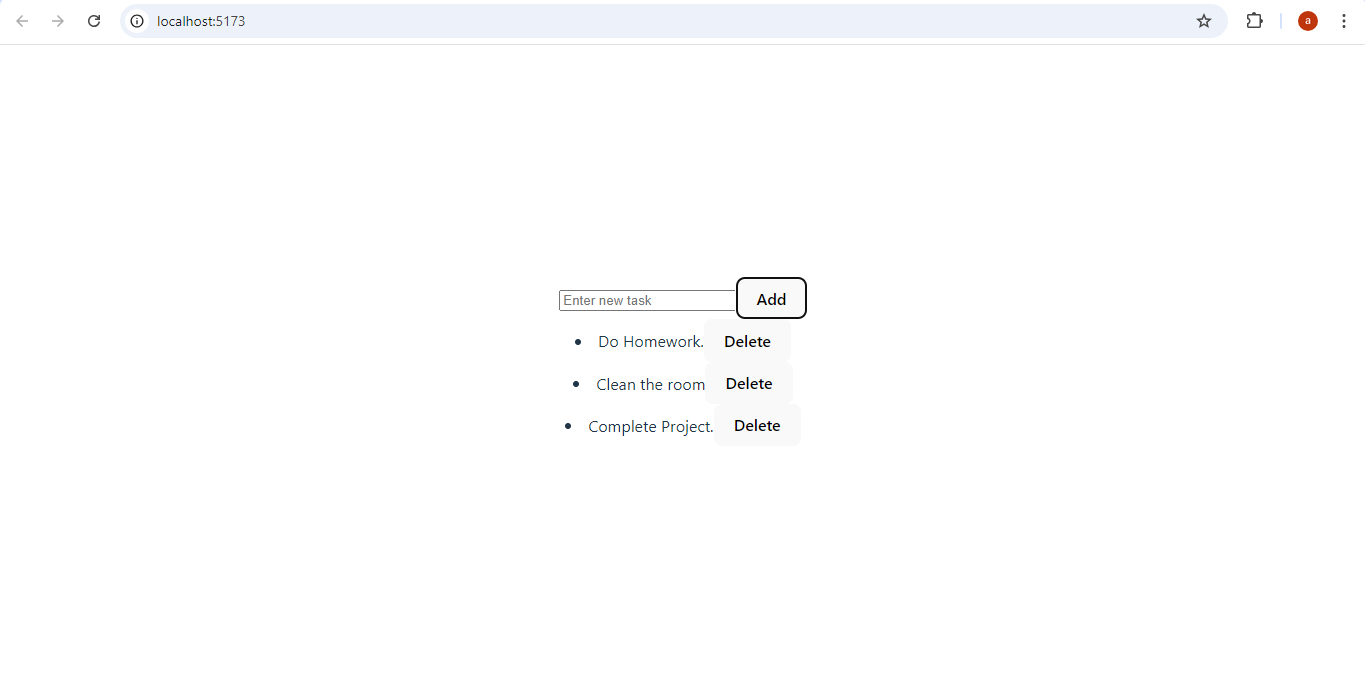 localhost:5173
a
Enter new task Add
Do Homework. Delete
Clean the room Delete
Complete Project. Delete